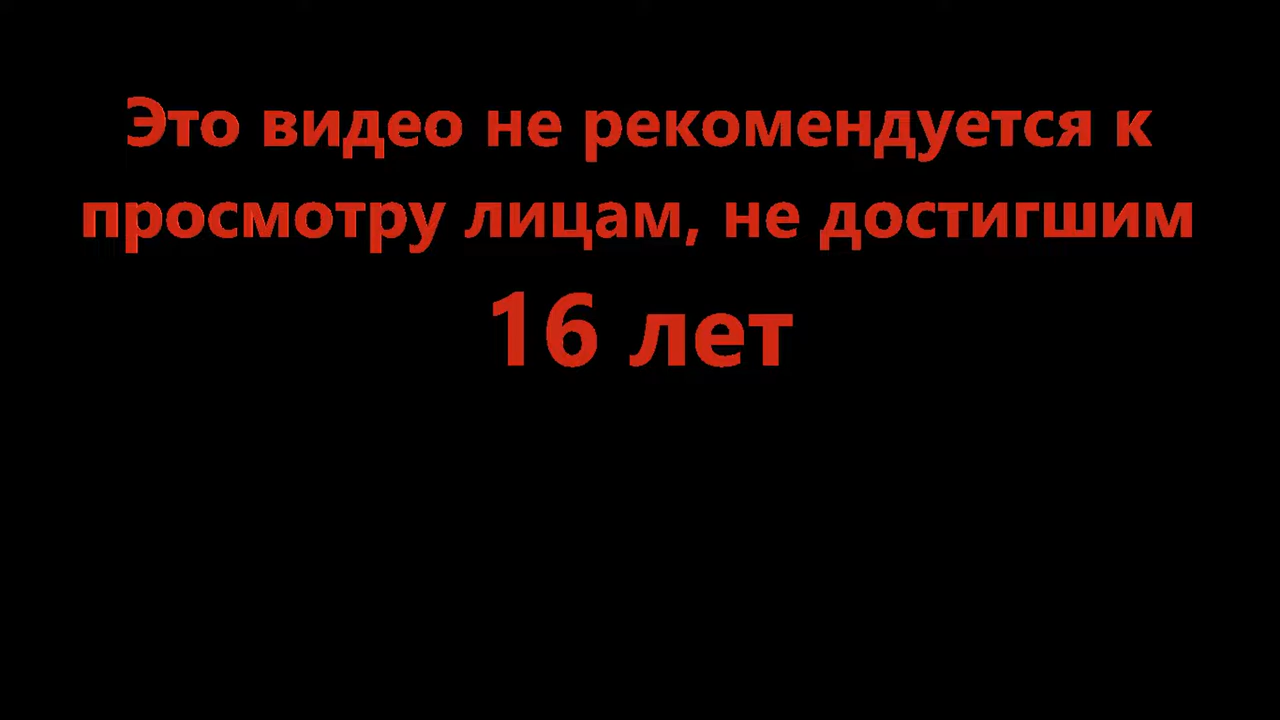 Это видео не рекомендуется к
просмотру лицам, не достигшим
16 лет